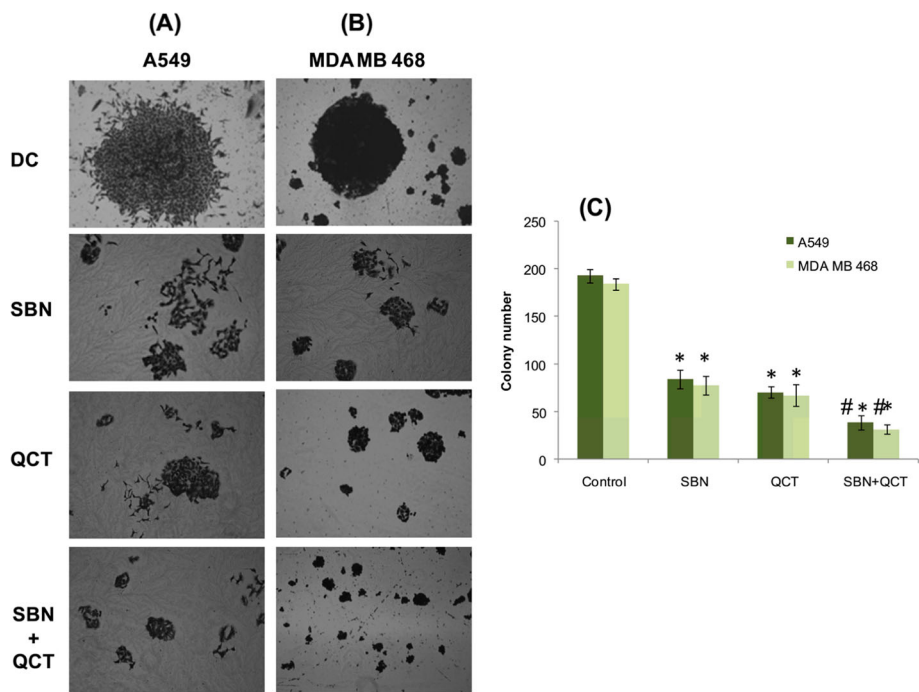 (A)
(B)
A549
MDA MB 468
DC
SBN
QCT
SBN
+
QCT
(C)
250
200
150
100
50
0
Colony number
A549
MDA MB 468
* *
* *
#* #*
Control
SBN
QCT
SBN+QCT